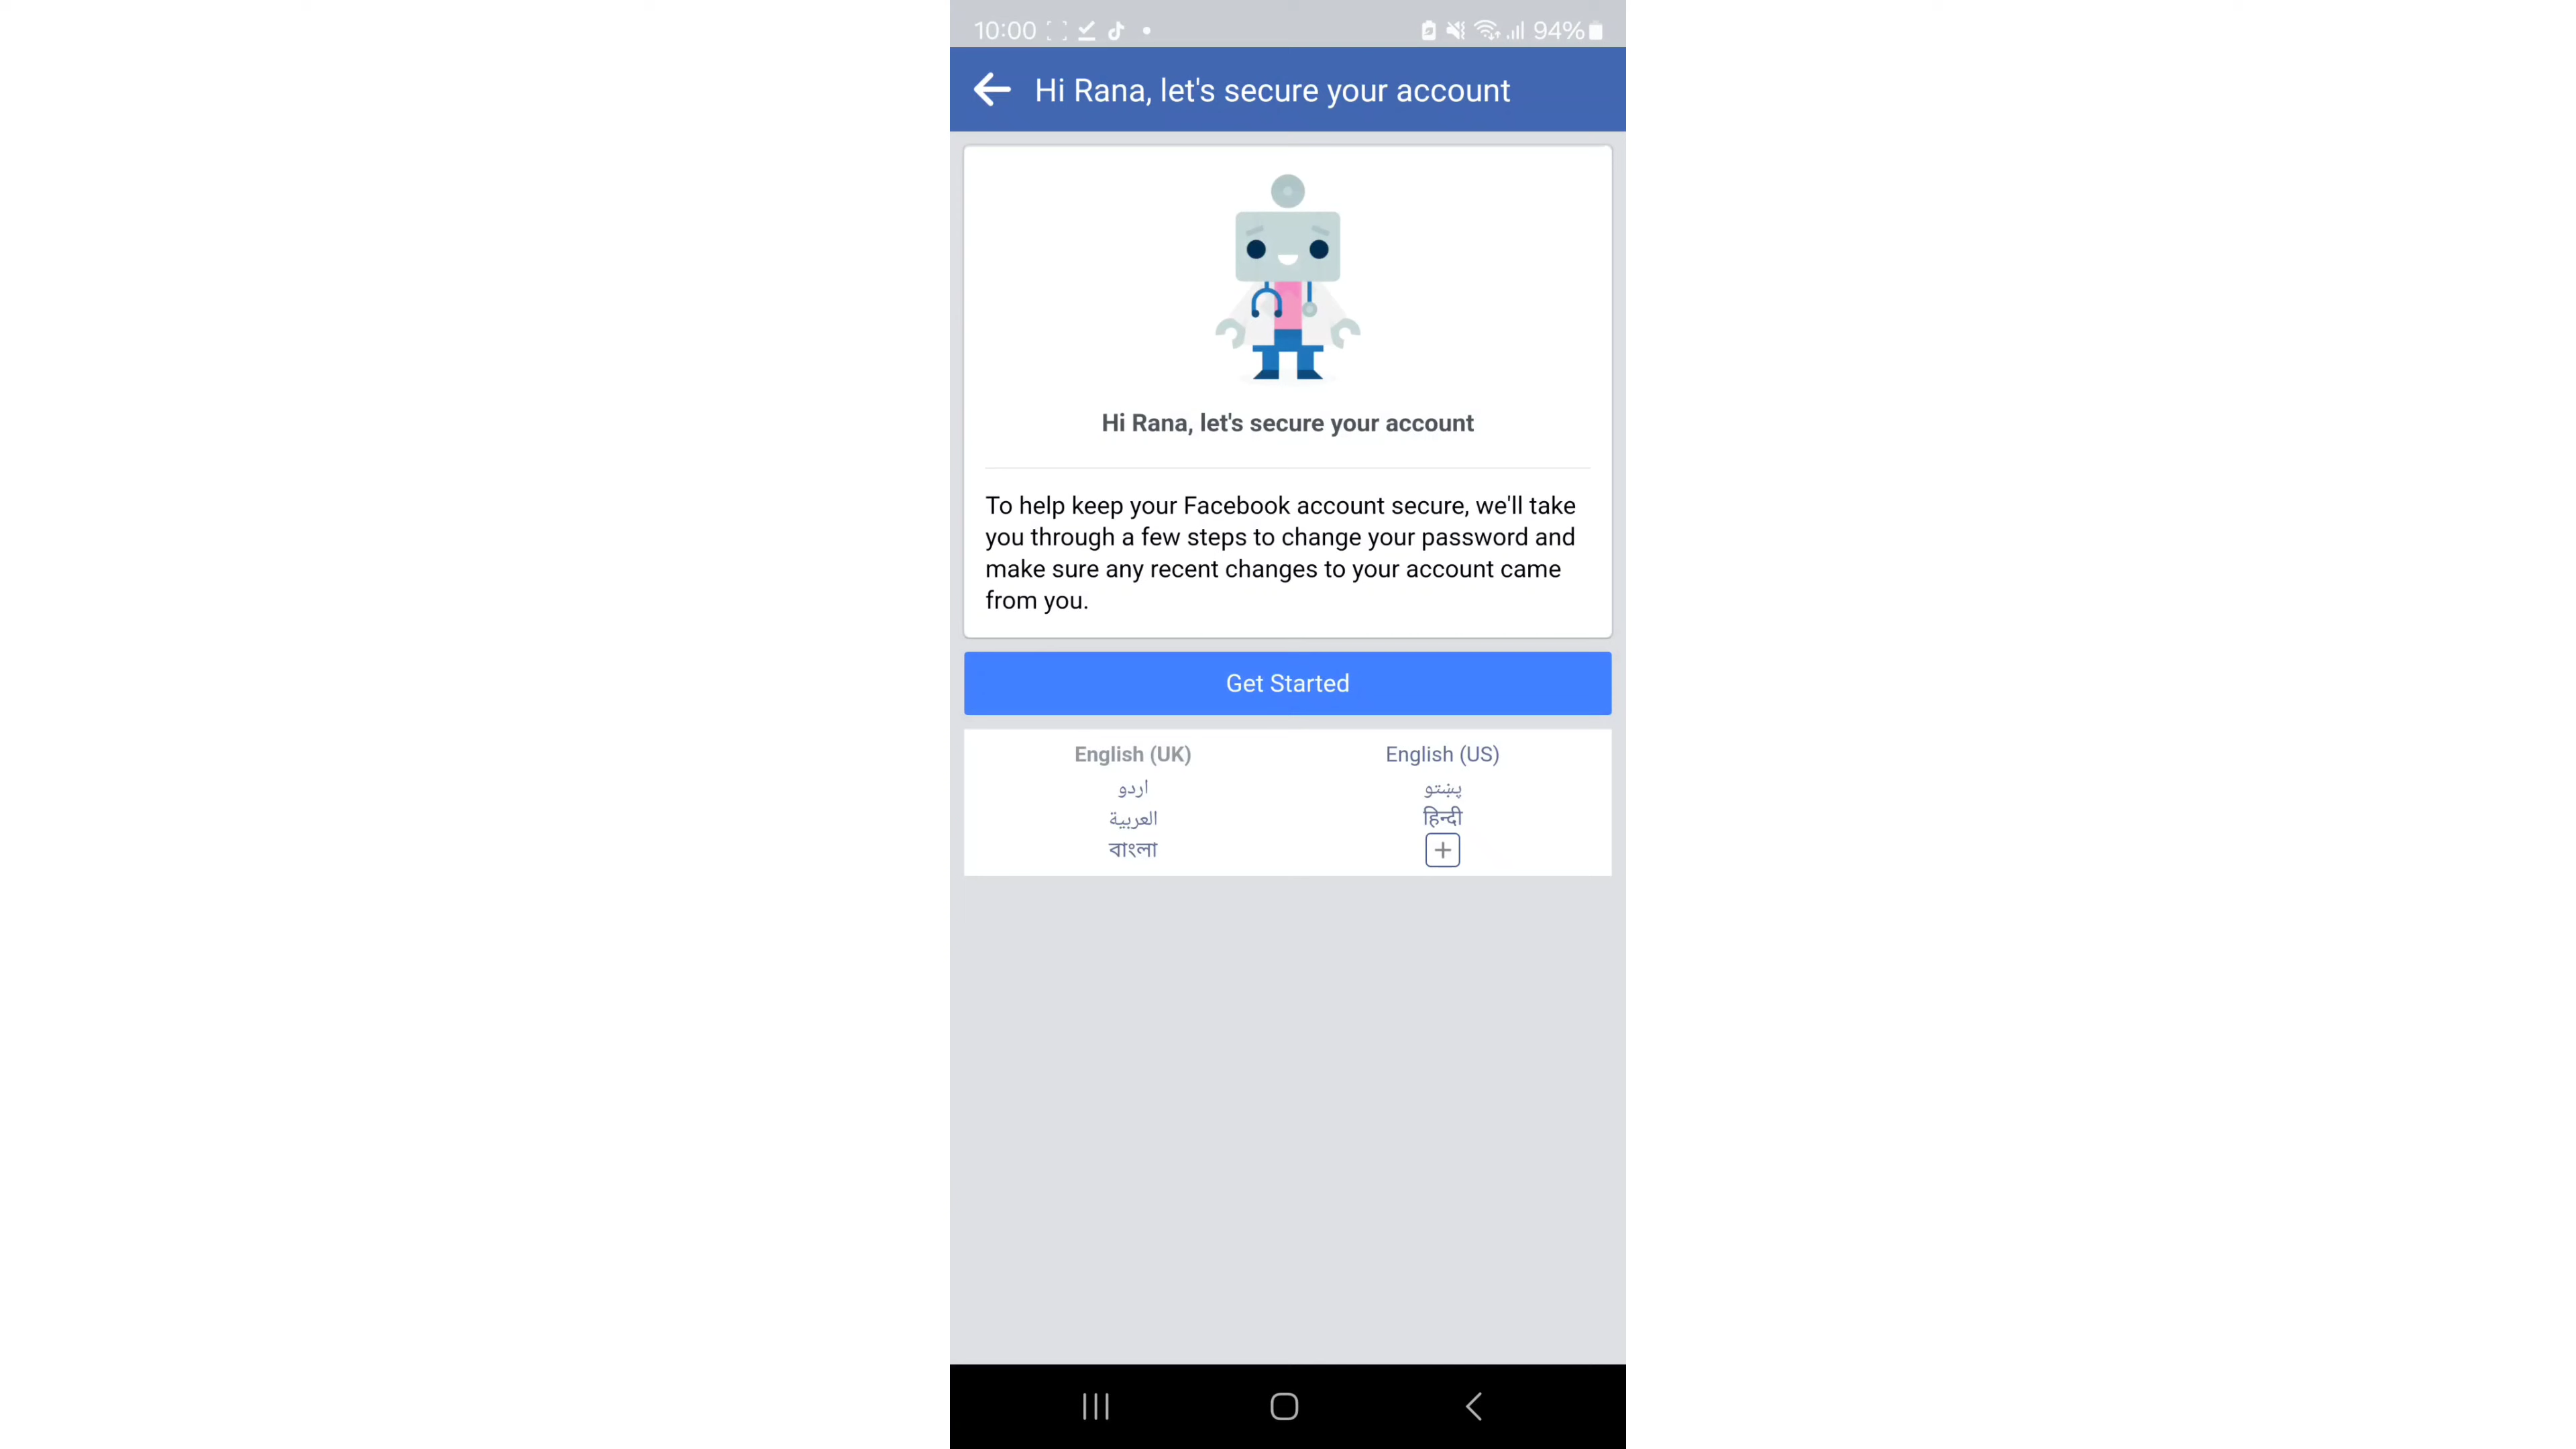 10:00
94%
Hi Rana, let's secure your account
Hi Rana, let's secure your account
To help keep your Facebook account secure, we'll take
you through a few steps to change your password and
make sure any recent changes to your account came
from you.
Get Started
English (UK)
English (US)
اردو
پښتو
العربية
हिन्दी
বাংলা